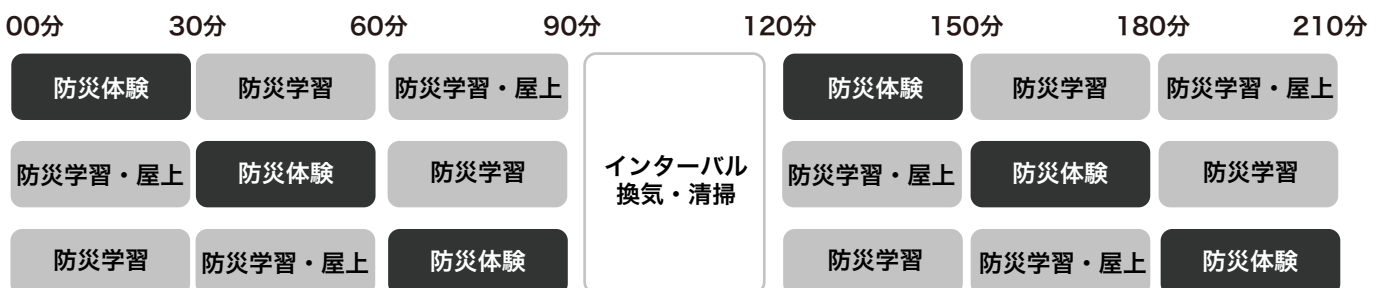 00分 30分 60分 90分 120分 150分 180分 210分
防災体験 防災学習 防災学習・屋上 防災体験 防災学習 防災学習・屋上
防災学習・屋上 防災体験 防災学習 インターバル 防災学習・屋上 防災体験 防災学習
換気・清掃
防災学習 防災学習・屋上 防災体験 防災学習 防災学習・屋上 防災体験